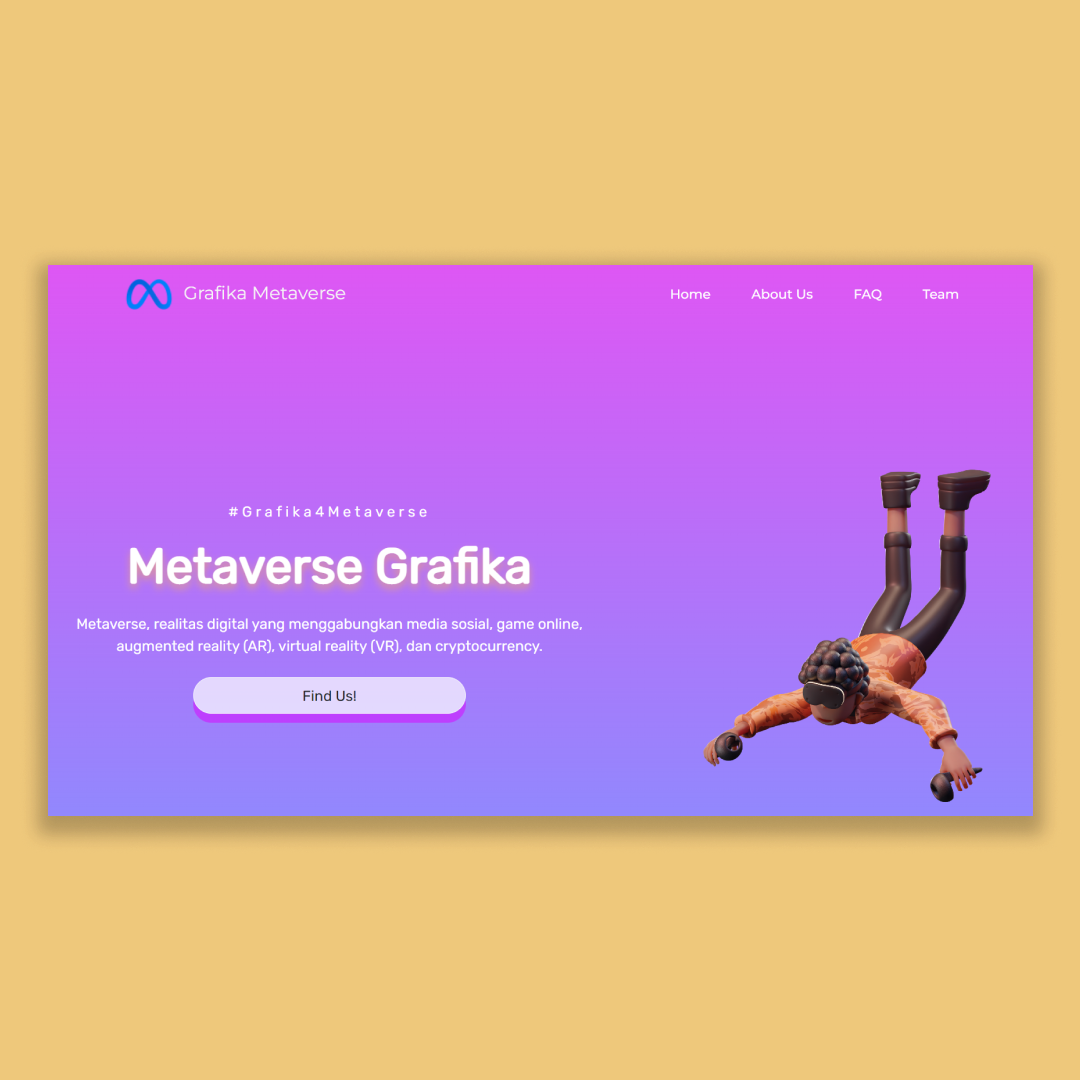 Grafika Metaverse
Home About Us FAQ Team
#Grafika4Metaverse
Metaverse Grafika
Metaverse, realitas digital yang menggabungkan media sosial, game online,
augmented reality (AR), virtual reality (VR), dan cryptocurrency.
Find Us!